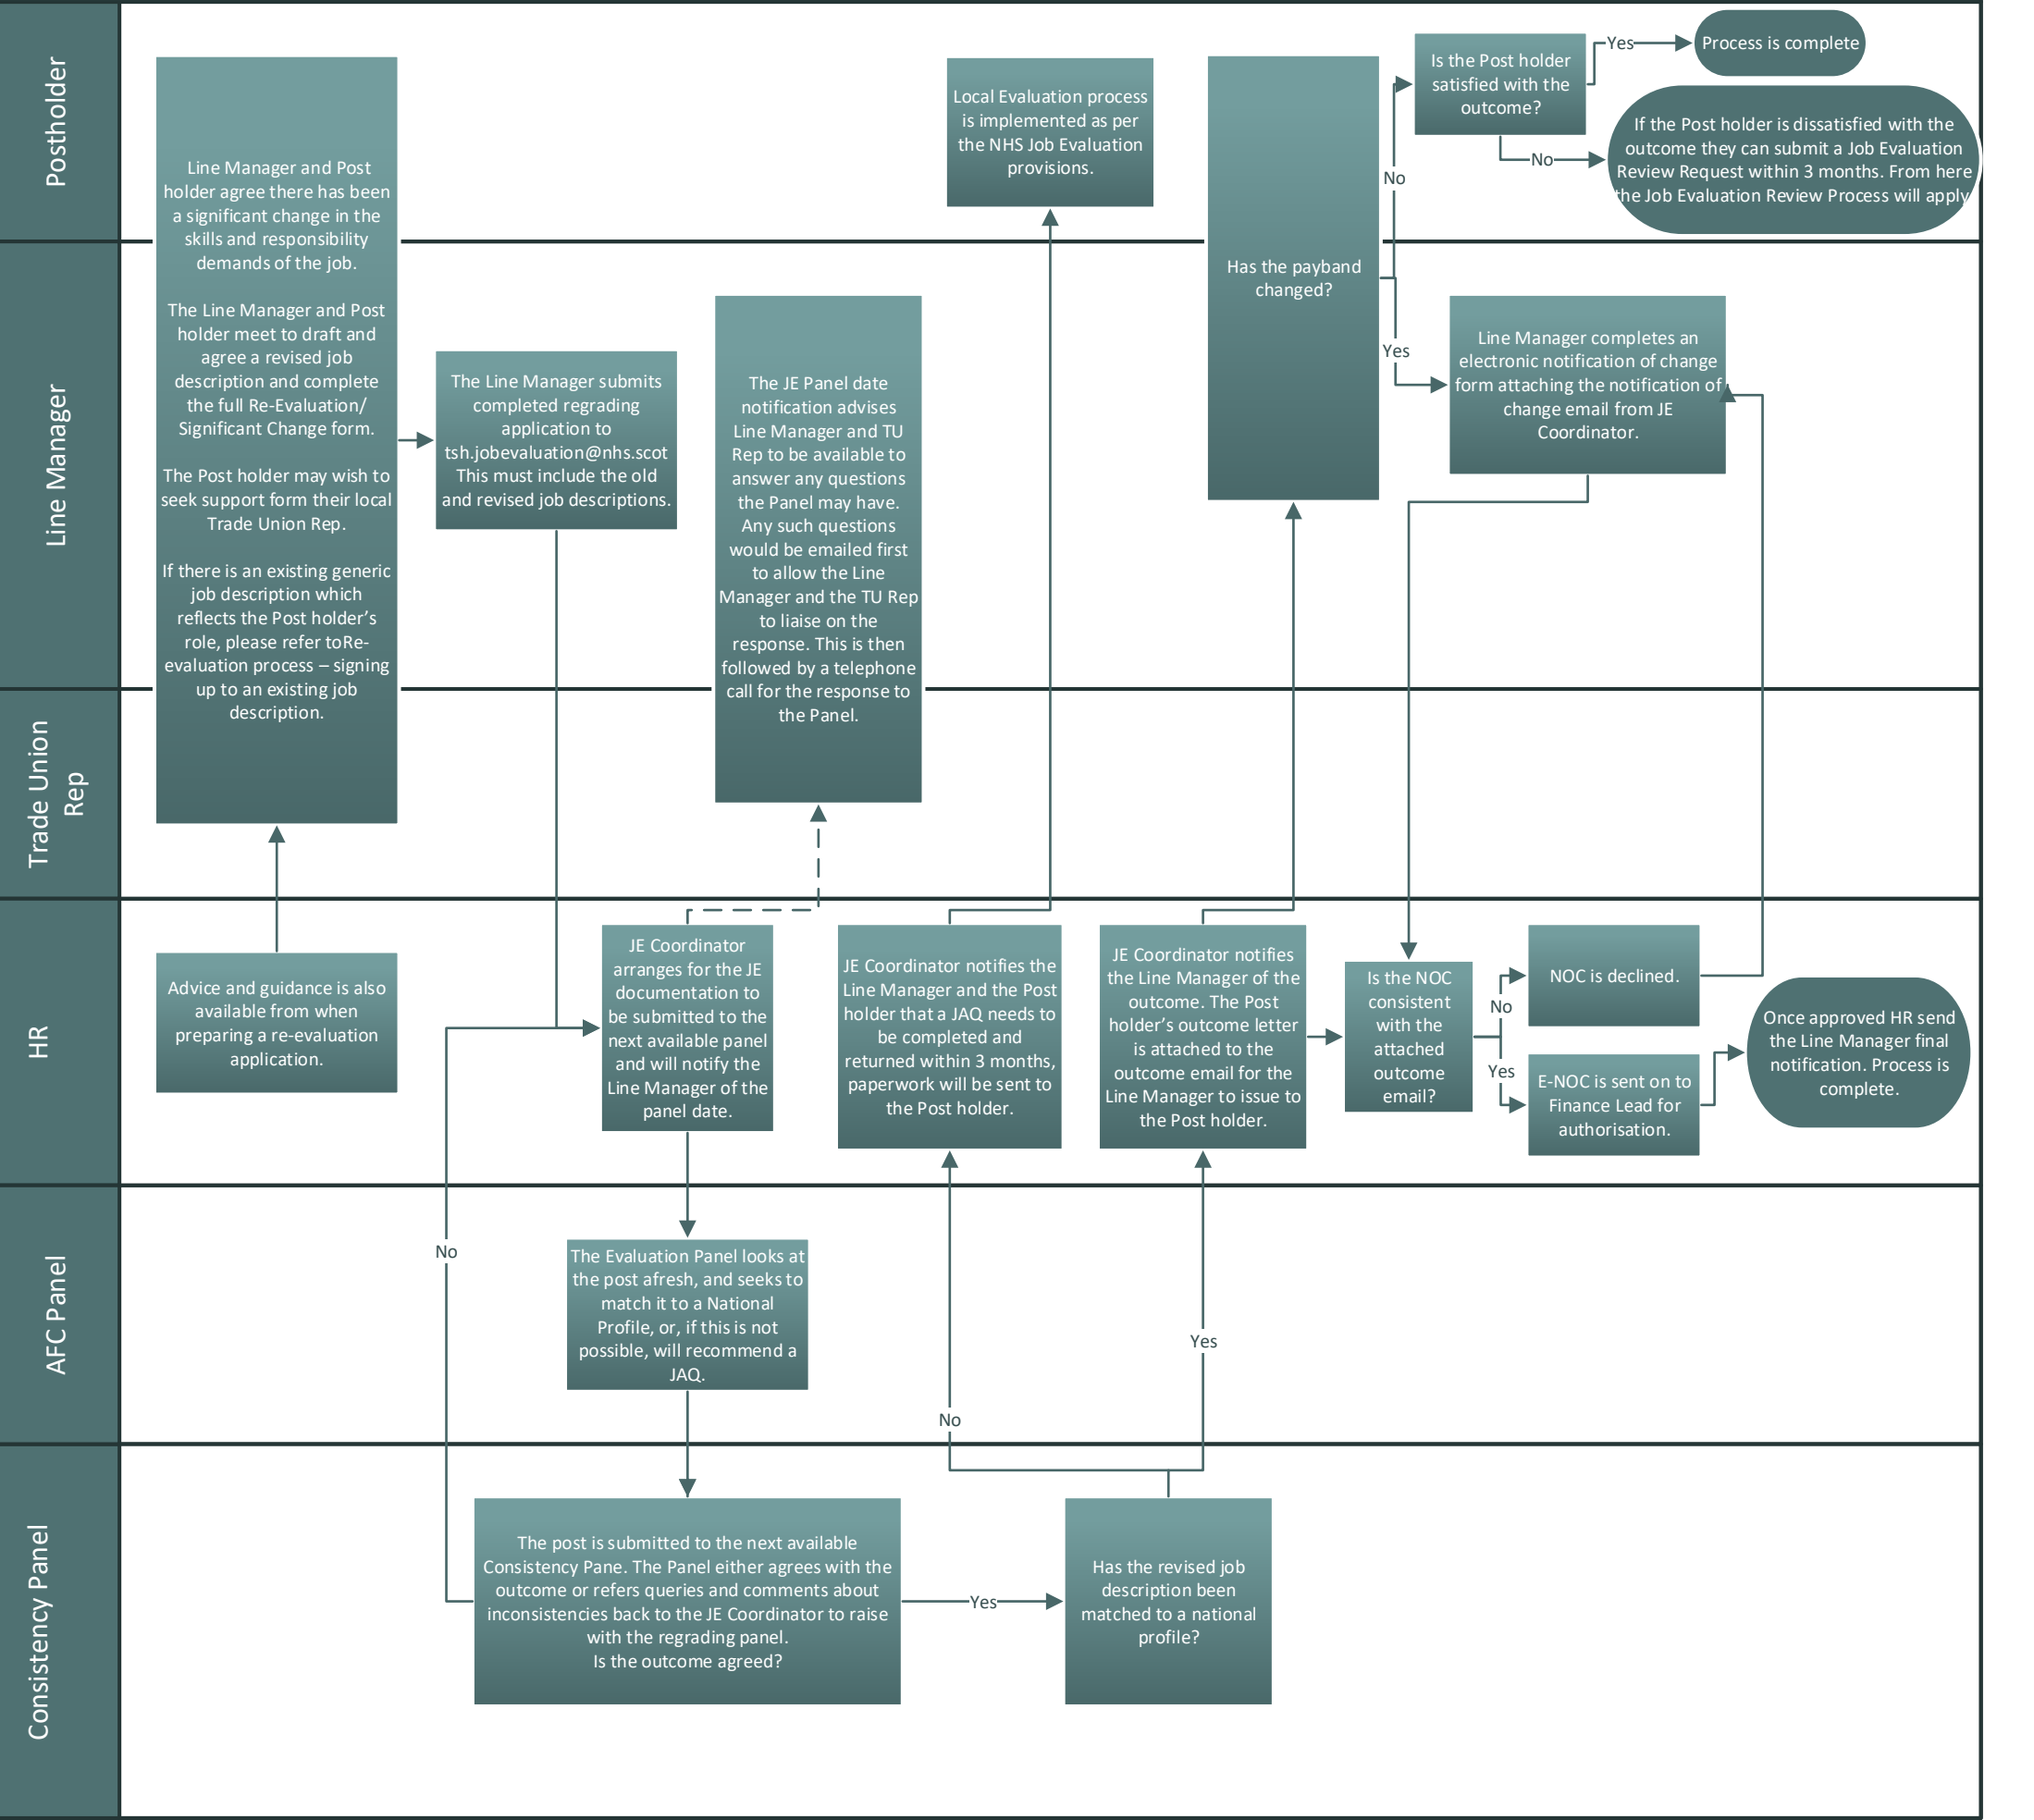 Postholder
Line Manager and Post
holder agree there has been
a significant change in the
skills and responsibility
demands of the job.
The Line Manager and Post
holder meet to draft and
agree a revised job
description and complete
the full Re-Evaluation/
Significant Change form.
The Post holder may wish to
seek support form their local
Trade Union Rep.
If there is an existing generic
job description which
reflects the Post holder’s
role, please refer toRe-
evaluation process – signing
up to an existing job
description.
Local Evaluation process
is implemented as per
the NHS Job Evaluation
provisions.
Has the payband
changed?
No
Yes
Is the Post holder
satisfied with the
outcome?
Yes
Process is complete
No
If the Post holder is dissatisfied with the
outcome they can submit a Job Evaluation
Review Request within 3 months. From here
the Job Evaluation Review Process will apply
Line Manager
The Line Manager submits
completed regrading
application to
tsh.jobevaluation@nhs.scot
This must include the old
and revised job descriptions.
The JE Panel date
notification advises
Line Manager and TU
Rep to be available to
answer any questions
the Panel may have.
Any such questions
would be emailed first
to allow the Line
Manager and the TU Rep
to liaise on the
response. This is then
followed by a telephone
call for the response to
the Panel.
Line Manager completes an
electronic notification of change
form attaching the notification of
change email from JE
Coordinator.
Trade Union
Rep
HR
Advice and guidance is also
available from when
preparing a re-evaluation
application.
JE Coordinator
arranges for the JE
documentation to
be submitted to the
next available panel
and will notify the
Line Manager of the
panel date.
JE Coordinator notifies the
Line Manager and the Post
holder that a JAQ needs to
be completed and
returned within 3 months,
paperwork will be sent to
the Post holder.
JE Coordinator notifies
the Line Manager of the
outcome. The Post
holder’s outcome letter
is attached to the
outcome email for the
Line Manager to issue to
the Post holder.
Is the NOC
consistent
with the
attached
outcome
email?
No
Yes
NOC is declined.
E-NOC is sent on to
Finance Lead for
authorisation.
Once approved HR send
the Line Manager final
notification. Process is
complete.
AFC Panel
No
The Evaluation Panel looks at
the post afresh, and seeks to
match it to a National
Profile, or, if this is not
possible, will recommend a
JAQ.
No
Yes
Consistency Panel
The post is submitted to the next available
Consistency Pane. The Panel either agrees with the
outcome or refers queries and comments about
inconsistencies back to the JE Coordinator to raise
with the regrading panel.
Is the outcome agreed?
Yes
Has the revised job
description been
matched to a national
profile?